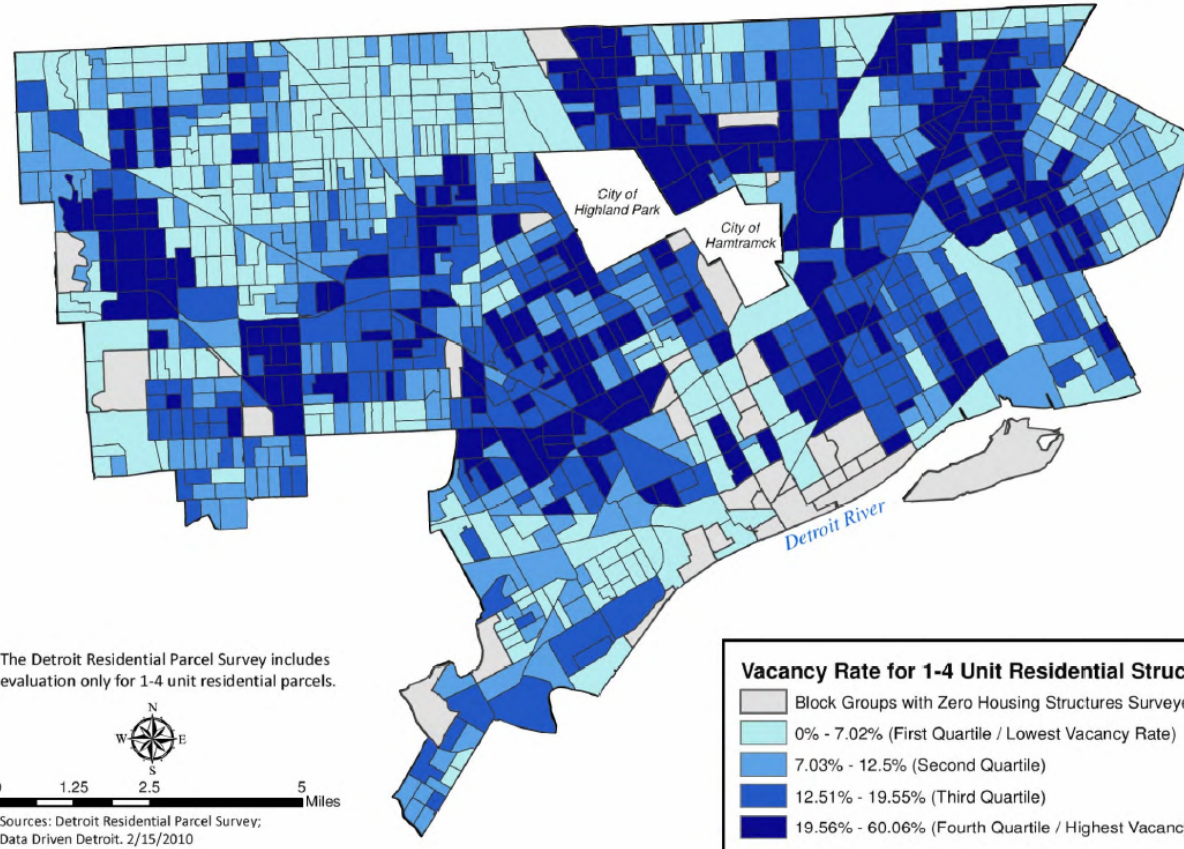 City of
Highland Park
City of
Hamtramck
Detroit River
The Detroit Residential Parcel Survey includes
evaluation only for 1-4 unit residential parcels.
N
W E
S
0 1.25 2.5 5
Miles
Sources: Detroit Residential Parcel Survey;
Data Driven Detroit. 2/15/2010
Vacancy Rate for 1-4 Unit Residential Struc
Block Groups with Zero Housing Structures Surveye
0% - 7.02% (First Quartile / Lowest Vacancy Rate)
7.03% - 12.5% (Second Quartile)
12.51% - 19.55% (Third Quartile)
19.56% - 60.06% (Fourth Quartile / Highest Vacanc